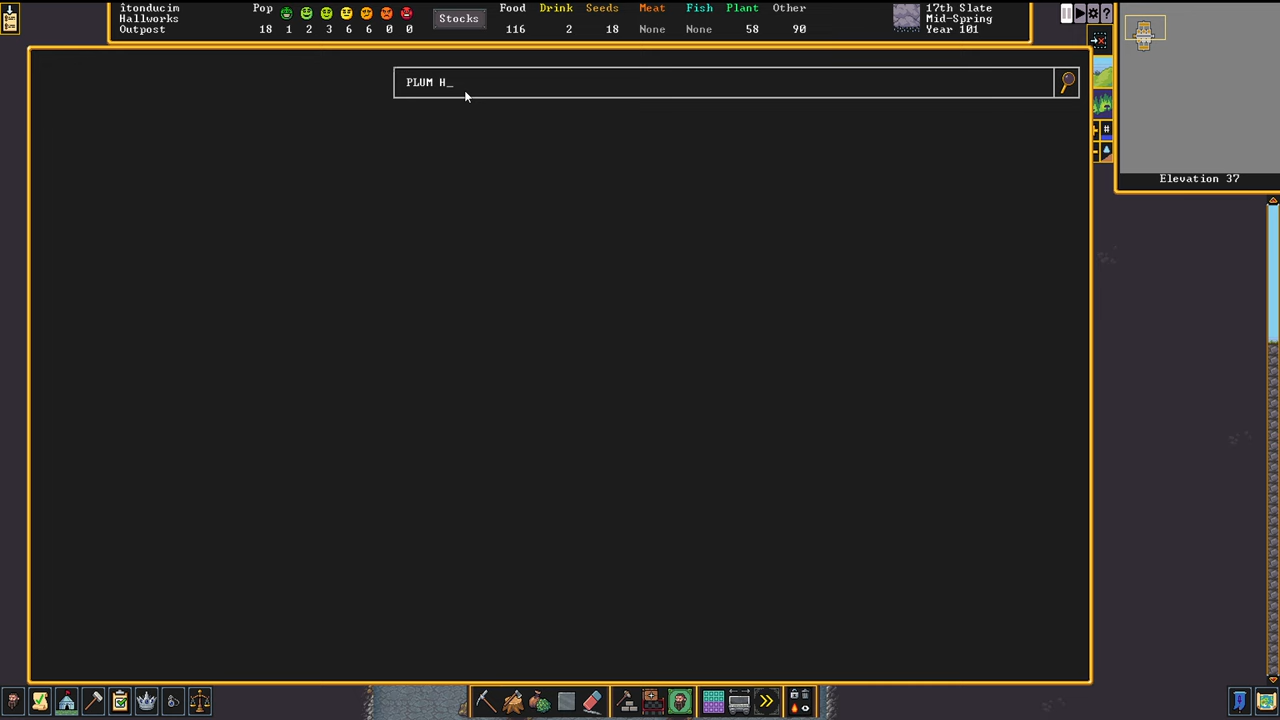 îtonducim Pop Food Drink Seeds Meat Fish Plant Other 17th Slate
Hallworks Stocks Mid-Spring
Outpost 18 1 2 3 6 6 0 0 116 2 18 None None 58 90 Year 101
PLUM H_
Elevation 37